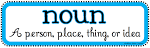 noun
A person, place, thing, or idea